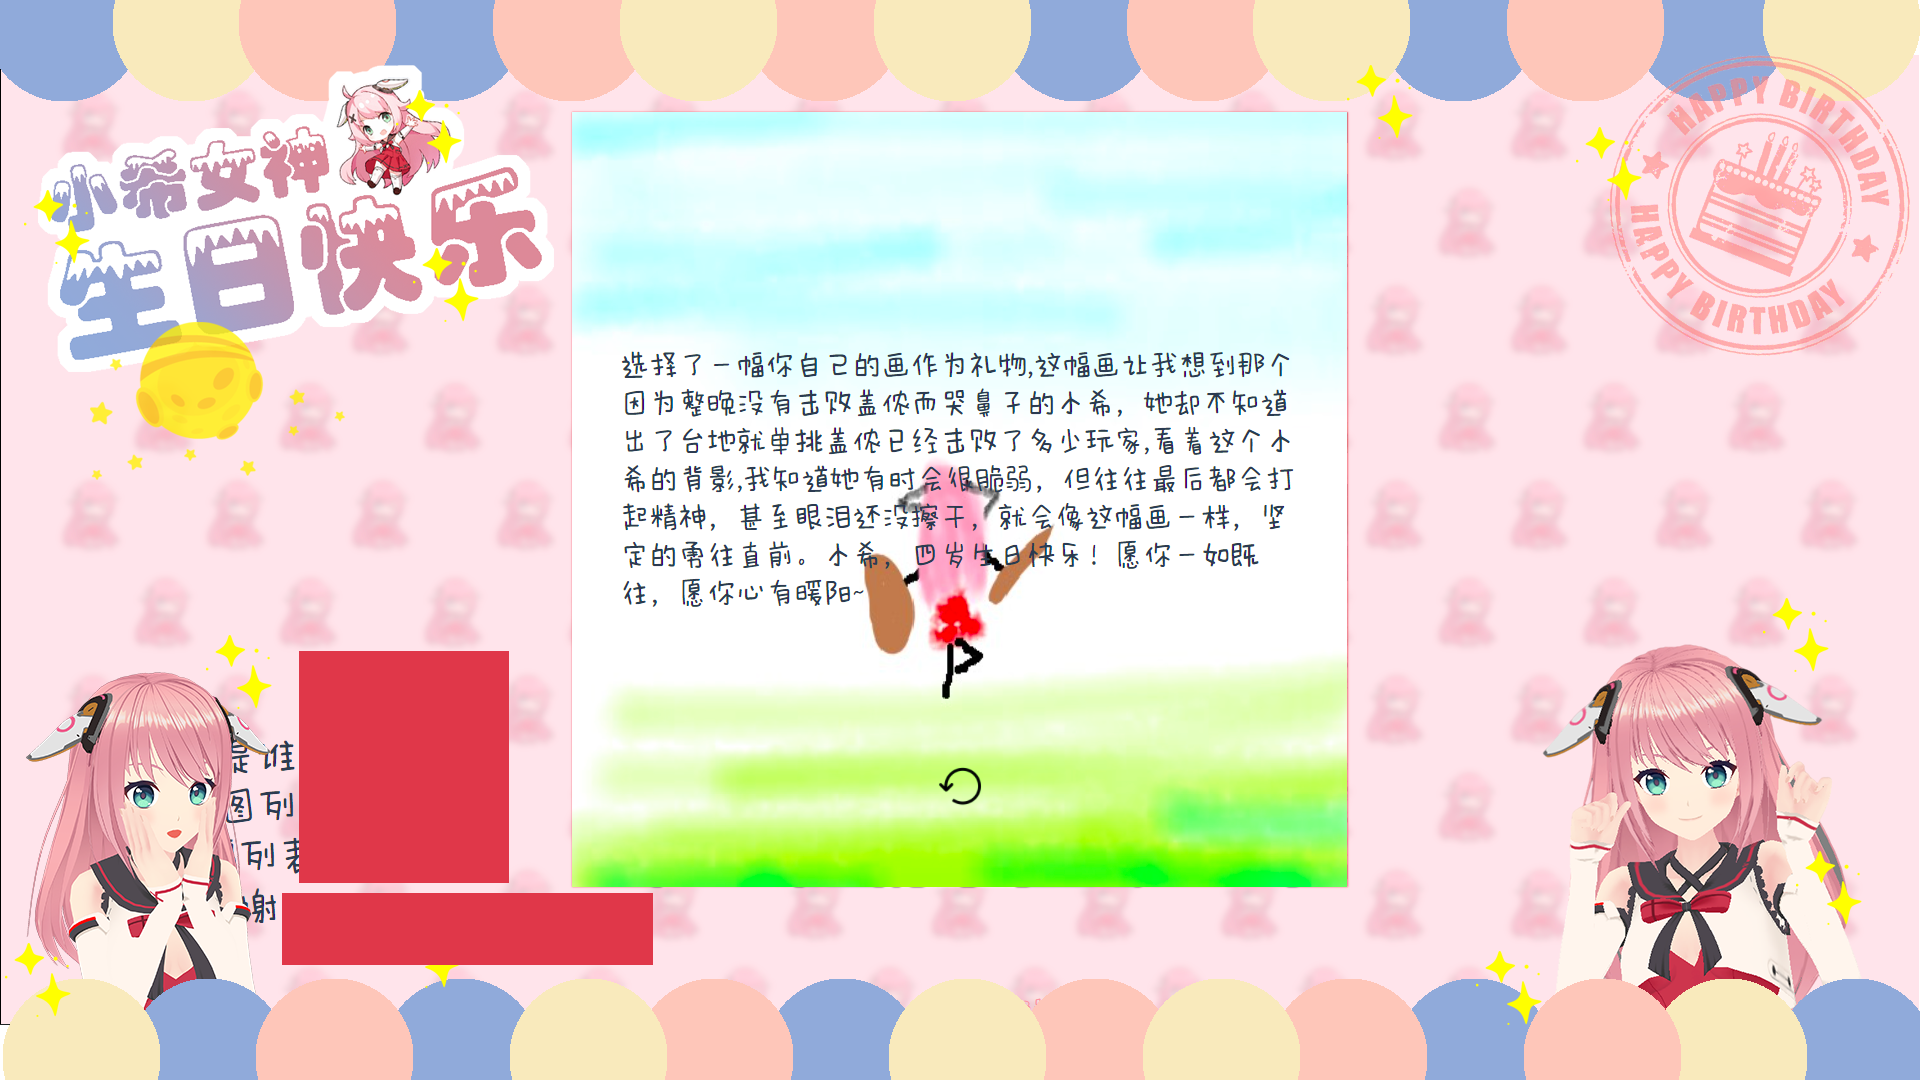 小希女神
生日快乐
HAPPY BIRTHDAY
HAPPY BIRTHDAY
选择了一幅你自己的画作为礼物,这幅画让我想到那个
因为整晚没有击败盖侬而哭鼻子的小希，她却不知道
出了台地就单挑盖侬已经击败了多少玩家,看着这个小
希的背影,我知道她有时会很脆弱，但往往最后都会打
起精神，甚至眼泪还没擦干，就会像这幅画一样，坚
定的勇往直前。小希，四岁生日快乐！愿你一如既
往，愿你心有暖阳~
是谁
图列
列表
谢